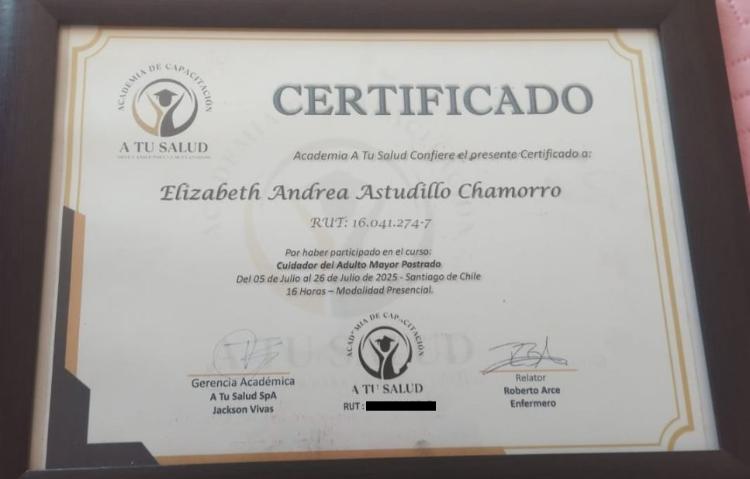 ACADEMIA DE CAPACITACIÓN
A TU SALUD
CERTIFICADO
Academia A Tu Salud Confiere el presente Certificado a:
Elizabeth Andrea Astudillo Chamorro
RUT: 16.041.274-7
Por haber participado en el curso:
Cuidador del Adulto Mayor Postrado
Del 05 de Julio al 26 de Julio de 2025 - Santiago de Chile
16 Horas – Modalidad Presencial.
Gerencia Académica
A Tu Salud SpA
Jackson Vivas
ACADEMIA DE CAPACITACIÓN
A TU SALUD
RUT:
Relator
Roberto Arce
Enfermero